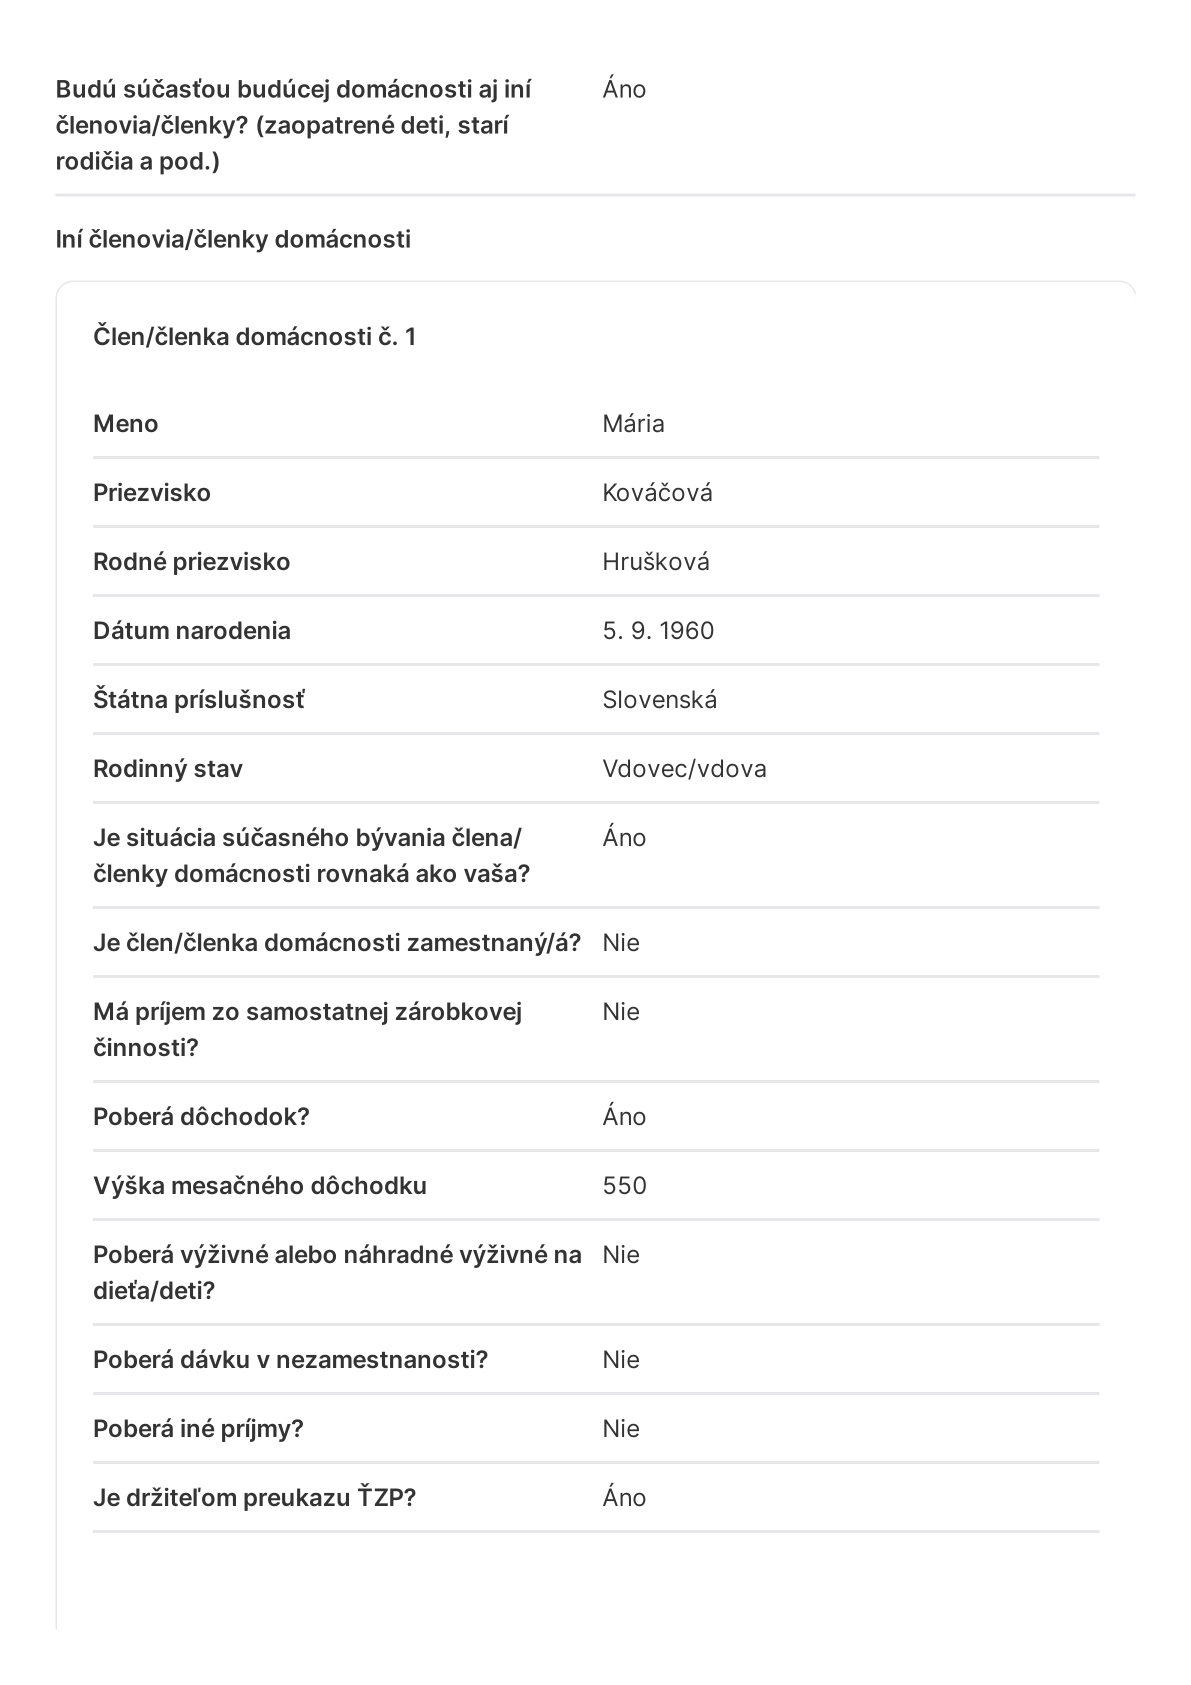 Budú súčasťou budúcej domácnosti aj iní
členovia/členky? (zaopatrené deti, starí
rodičia a pod.)
Áno
Iní členovia/členky domácnosti
Člen/členka domácnosti č. 1
Meno
Mária
Priezvisko
Kováčová
Rodné priezvisko
Hrušková
Dátum narodenia
5. 9. 1960
Štátna príslušnosť
Slovenská
Rodinný stav
Vdovec/vdova
Je situácia súčasného bývania člena/
členky domácnosti rovnaká ako vaša?
Áno
Je člen/členka domácnosti zamestnaný/á?
Nie
Má príjem zo samostatnej zárobkovej
činnosti?
Nie
Poberá dôchodok?
Áno
Výška mesačného dôchodku
550
Poberá výživné alebo náhradné výživné na
dieťa/deti?
Nie
Poberá dávku v nezamestnanosti?
Nie
Poberá iné príjmy?
Nie
Je držiteľom preukazu ŤZP?
Áno